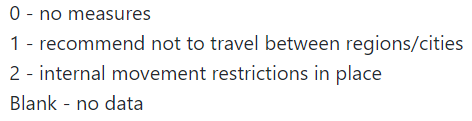 0 - no measures
1 - recommend not to travel between regions/cities
2 - internal movement restrictions in place
Blank - no data